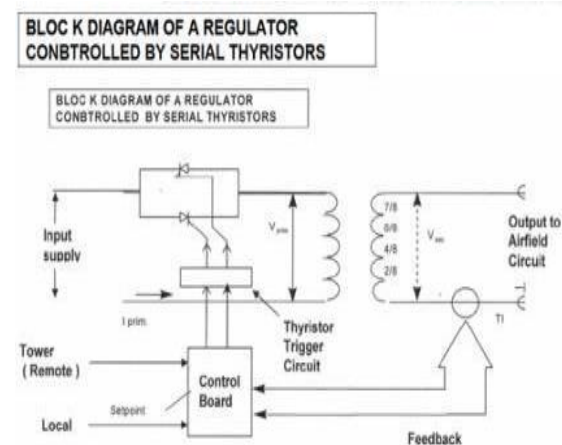 BLOC K DIAGRAM OF A REGULATOR
CONBTROLLED BY SERIAL THYRISTORS
BLOC K DIAGRAM OF A REGULATOR
CONBTROLLED BY SERIAL THYRISTORS
Input
supply
V prim.
7/8
6/8
4/8
2/8
V sec
Output to
Airfield
Circuit
I prim.
Thyristor
Trigger
Circuit
TI
Tower
( Remote )
Control
Board
Setpoint
Local
Feedback